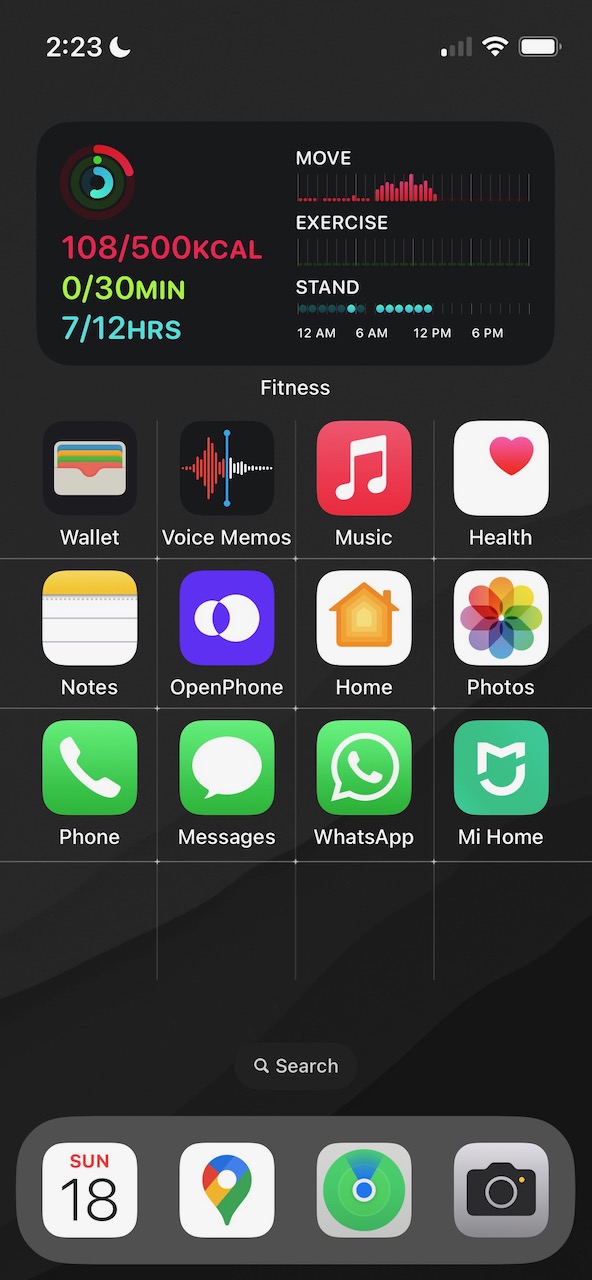 2:23
MOVE
108/500KCAL
0/30MIN
7/12HRS
EXERCISE
STAND
12 AM 6 AM 12 PM 6 PM
Fitness
Wallet Voice Memos Music Health
Notes OpenPhone Home Photos
Phone Messages WhatsApp Mi Home
Search
SUN
18